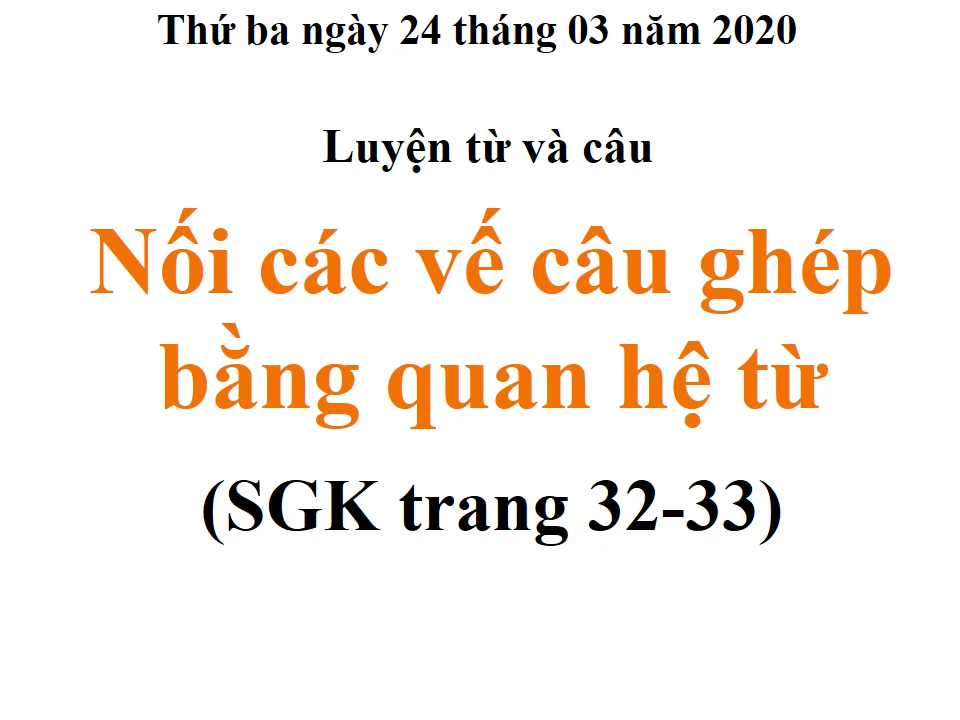 Thứ ba ngày 24 tháng 03 năm 2020
Luyện từ và câu
Nối các vế câu ghép
bằng quan hệ từ
(SGK trang 32-33)